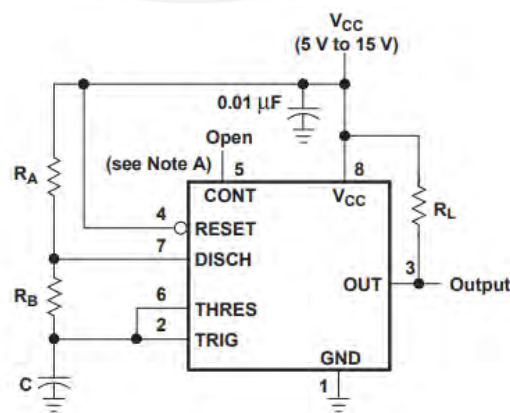 VCC
(5 V to 15 V)
0.01 μF
Open
(see Note A)
5
8
RA
CONT
VCC
RL
4
RESET
7
DISCH
3
OUT
Output
RB
6
THRES
2
TRIG
GND
C
1